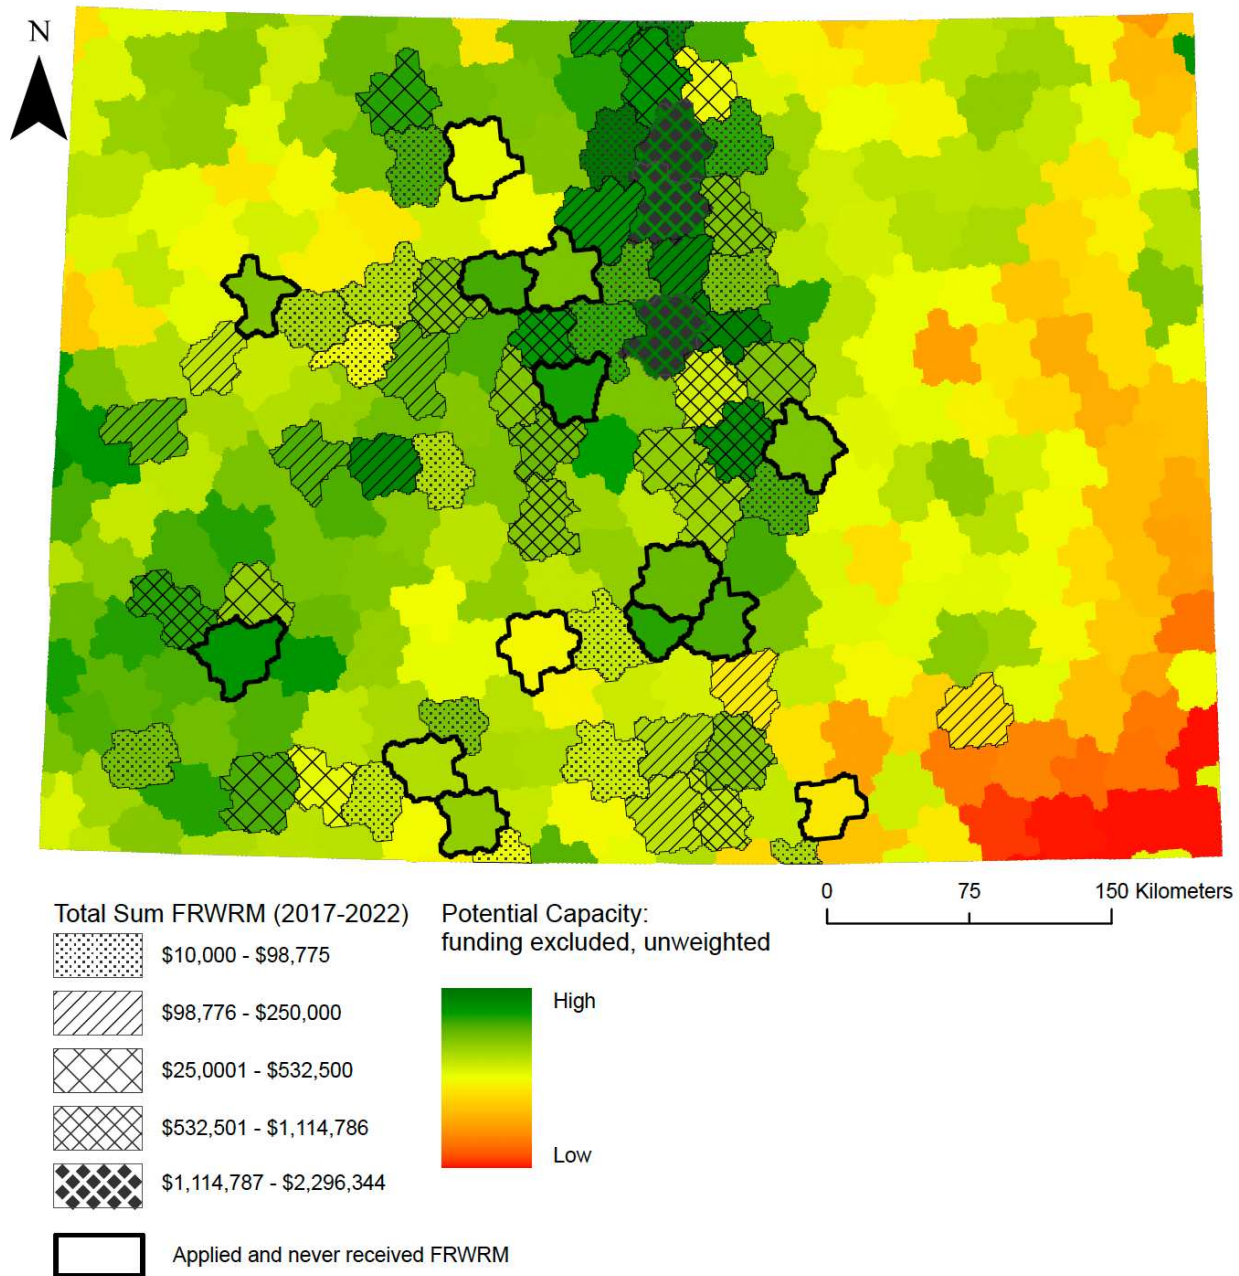 N
0 75 150 Kilometers
Total Sum FRWRM (2017-2022)
$10,000 - $98,775
$98,776 - $250,000
$25,0001 - $532,500
$532,501 - $1,114,786
$1,114,787 - $2,296,344
Applied and never received FRWRM
Potential Capacity:
funding excluded, unweighted
High
Low